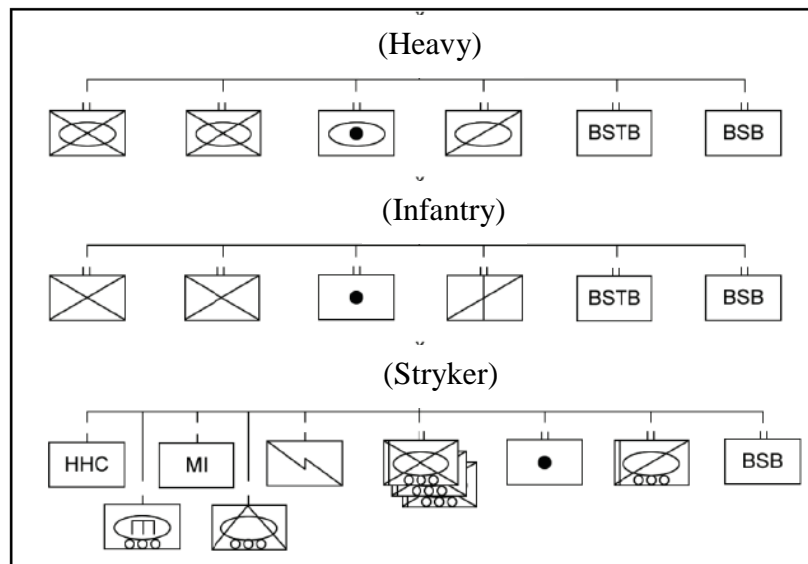 (Heavy)
BSTB BSB
(Infantry)
BSTB BSB
(Stryker)
HHC MI BSB